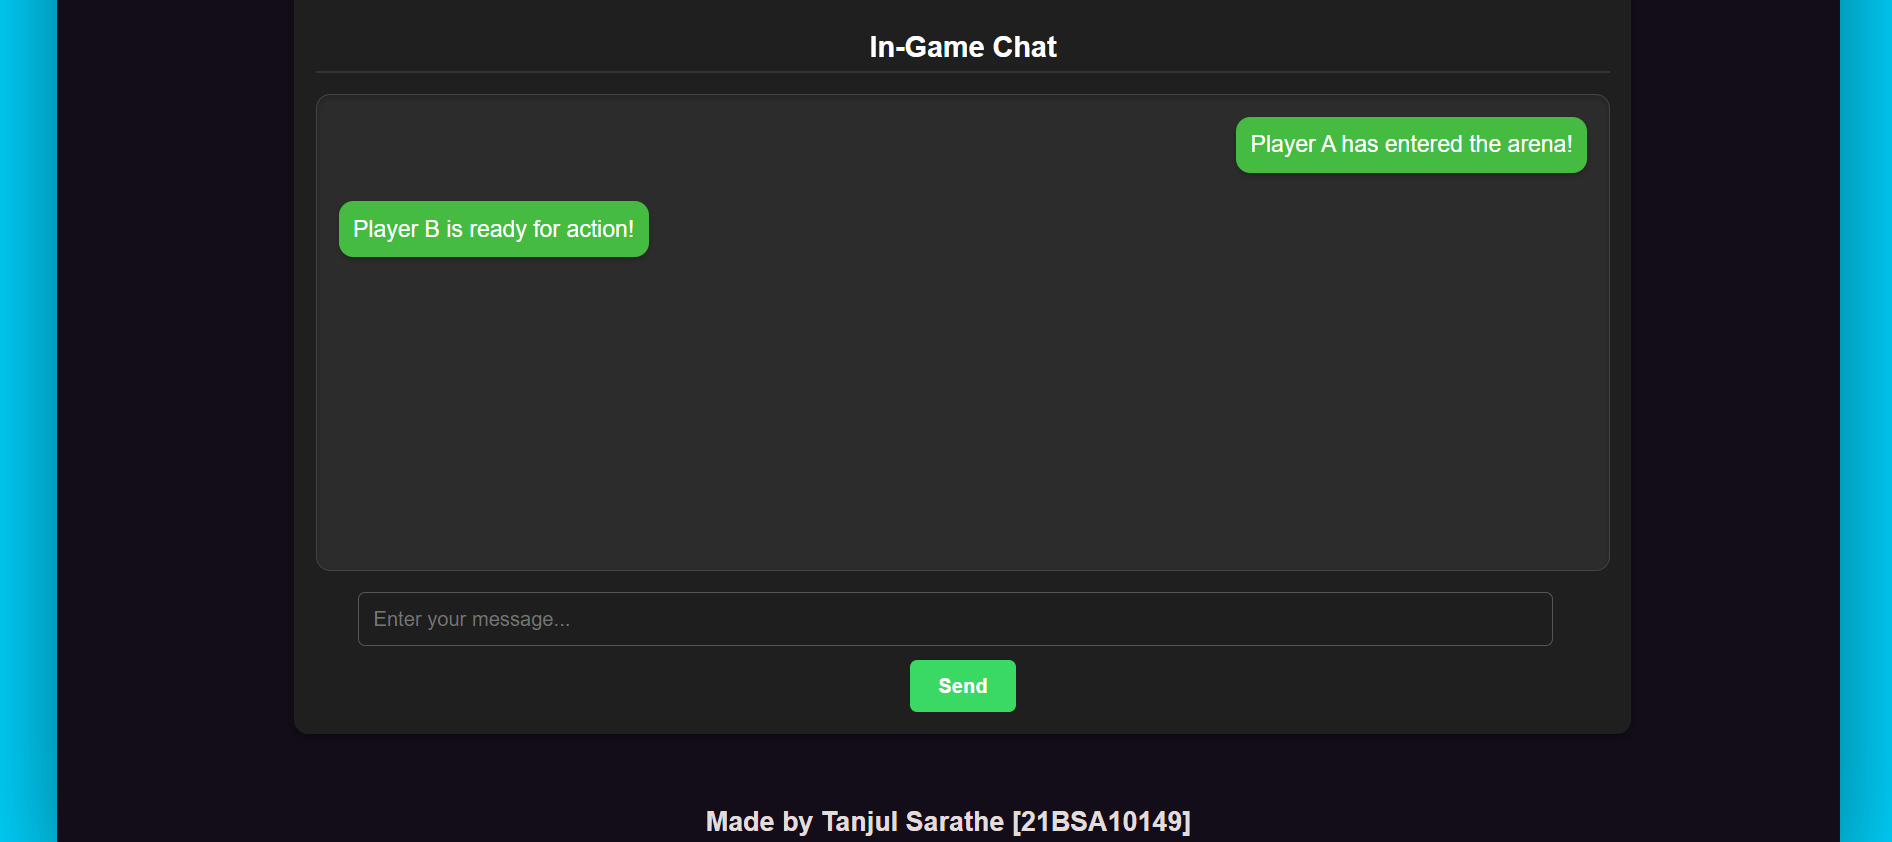 In-Game Chat
Player A has entered the arena!
Player B is ready for action!
Enter your message...
Send
Made by Tanjul Sarathe [21BSA10149]